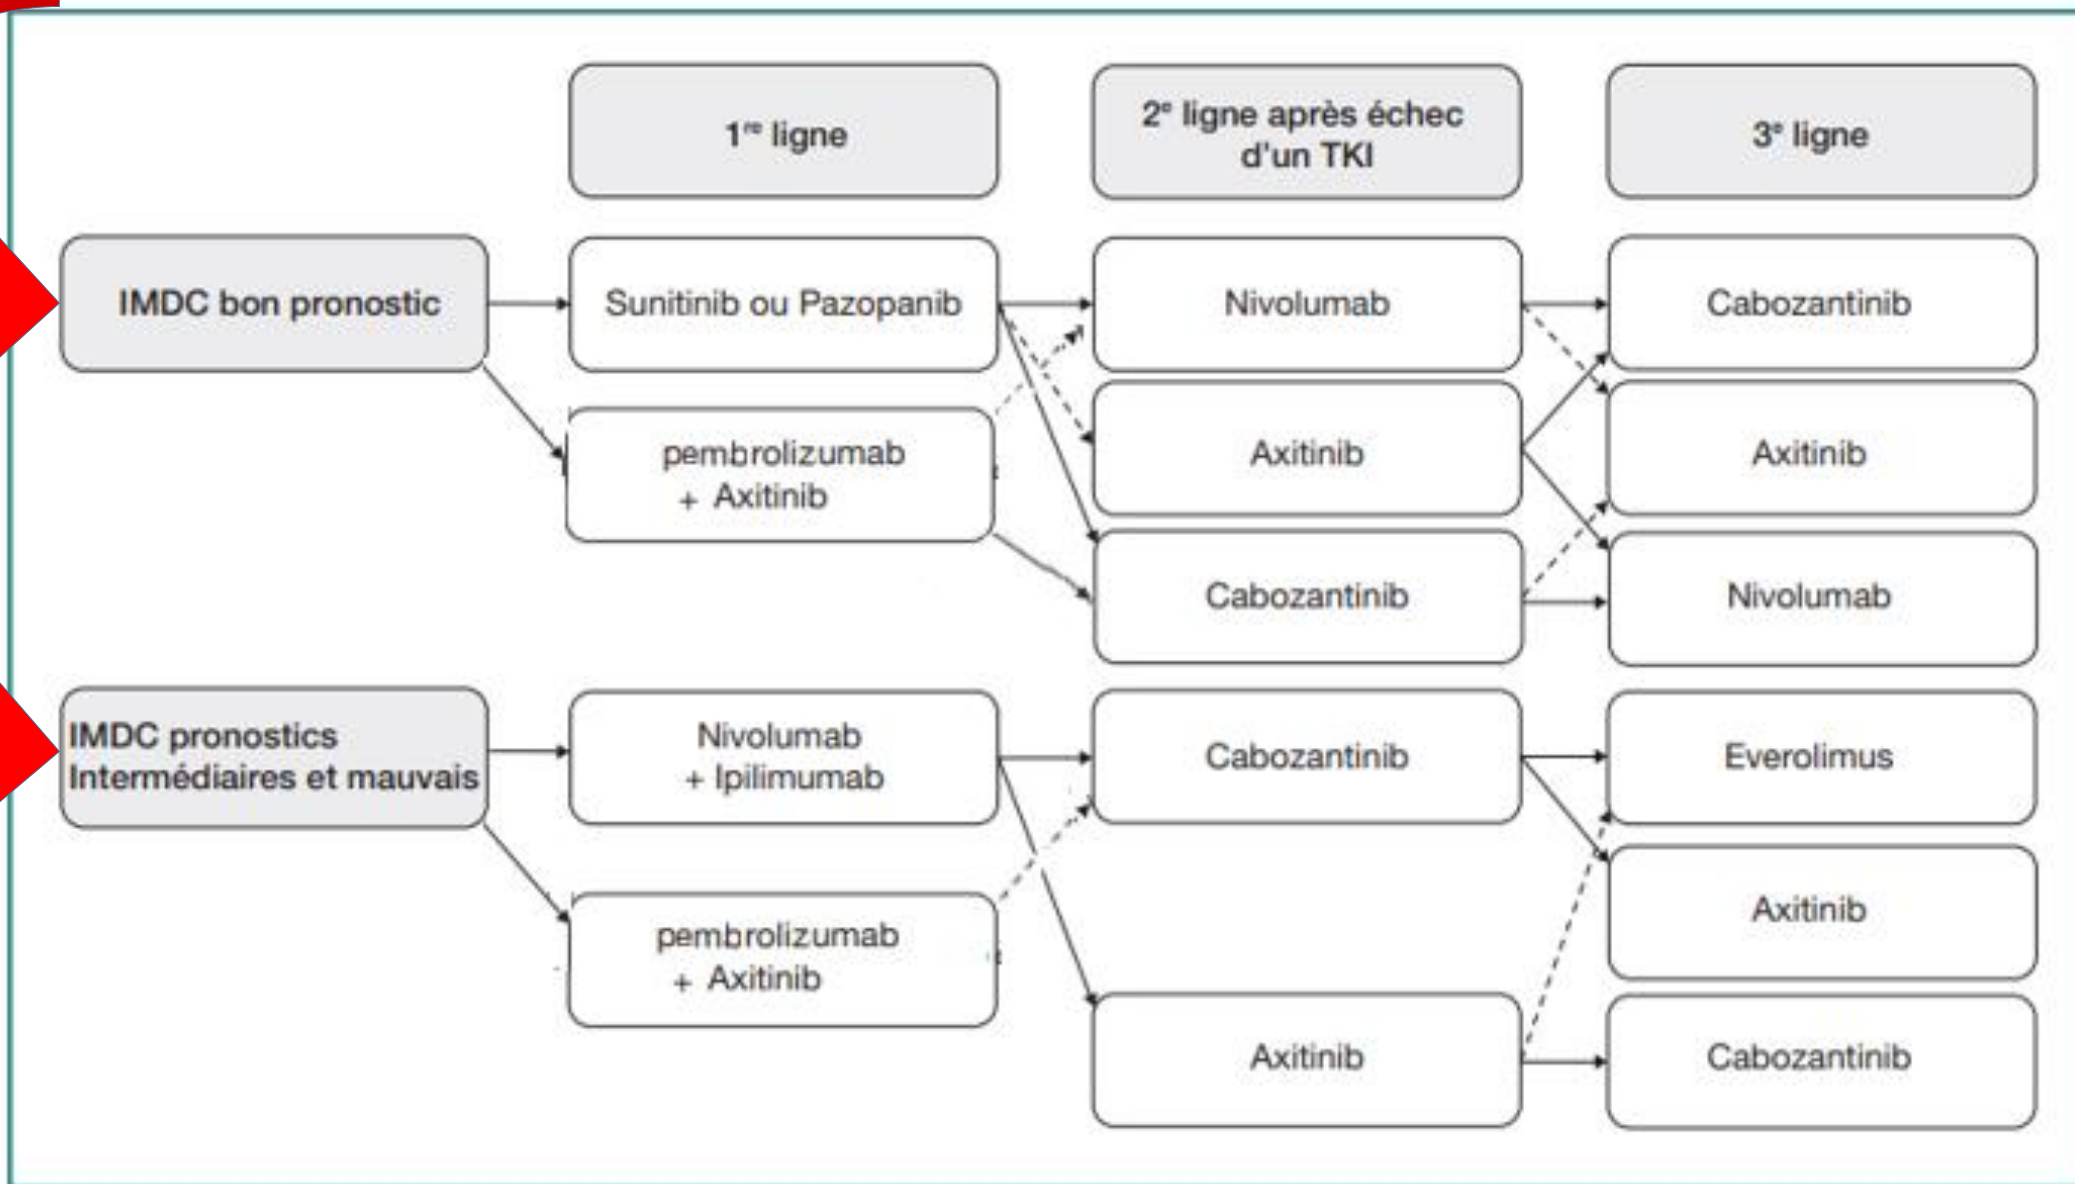 1re ligne
2e ligne après échec
d'un TKI
3e ligne
IMDC bon pronostic
Sunitinib ou Pazopanib
Nivolumab
Cabozantinib
pembrolizumab
+ Axitinib
Axitinib
Axitinib
Cabozantinib
Nivolumab
IMDC pronostics
Intermédiaires et mauvais
Nivolumab
+ Ipilimumab
Cabozantinib
Everolimus
pembrolizumab
+ Axitinib
Axitinib
Axitinib
Cabozantinib